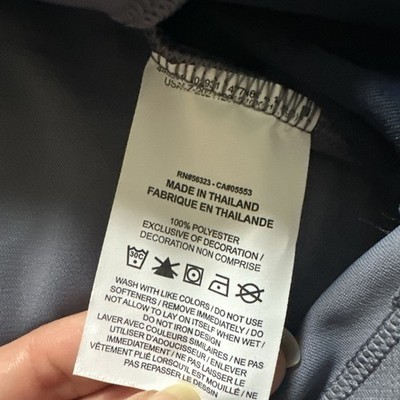 RN#56323 - CA#05553
MADE IN THAILAND
FABRIQUE EN THAILANDE
100% POLYESTER
EXCLUSIVE OF DECORATION /
DECORATION NON COMPRISE
30C
WASH WITH LIKE COLORS / DO NOT USE
SOFTENERS / REMOVE IMMEDIATELY / DO
NOT ALLOW TO LAY ON ITSELF WHEN WET /
DO NOT IRON DESIGN
LAVER AVEC COULEURS SIMILAIRES / NE PAS
UTILISER D'ADOUCISSEUR / ENLEVER
IMMEDIATEMENT / NE PAS LAISSER LE
VÊTEMENT PLIÉ LORSQU'IL EST MOUILLÉ / NE
PAS REPASSER LE DESSIN